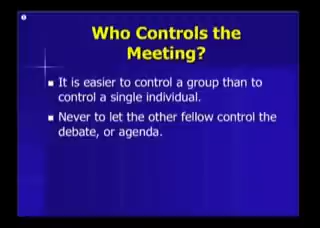 Who Controls the
Meeting?
It is easier to control a group than to
control a single individual.
Never to let the other fellow control the
debate, or agenda.